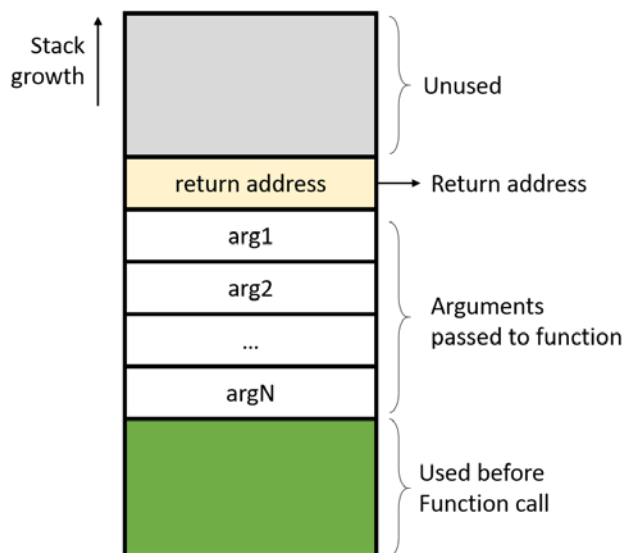 Stack
growth
Unused
return address
Return address
arg1
arg2
...
argN
Arguments
passed to function
Used before
Function call